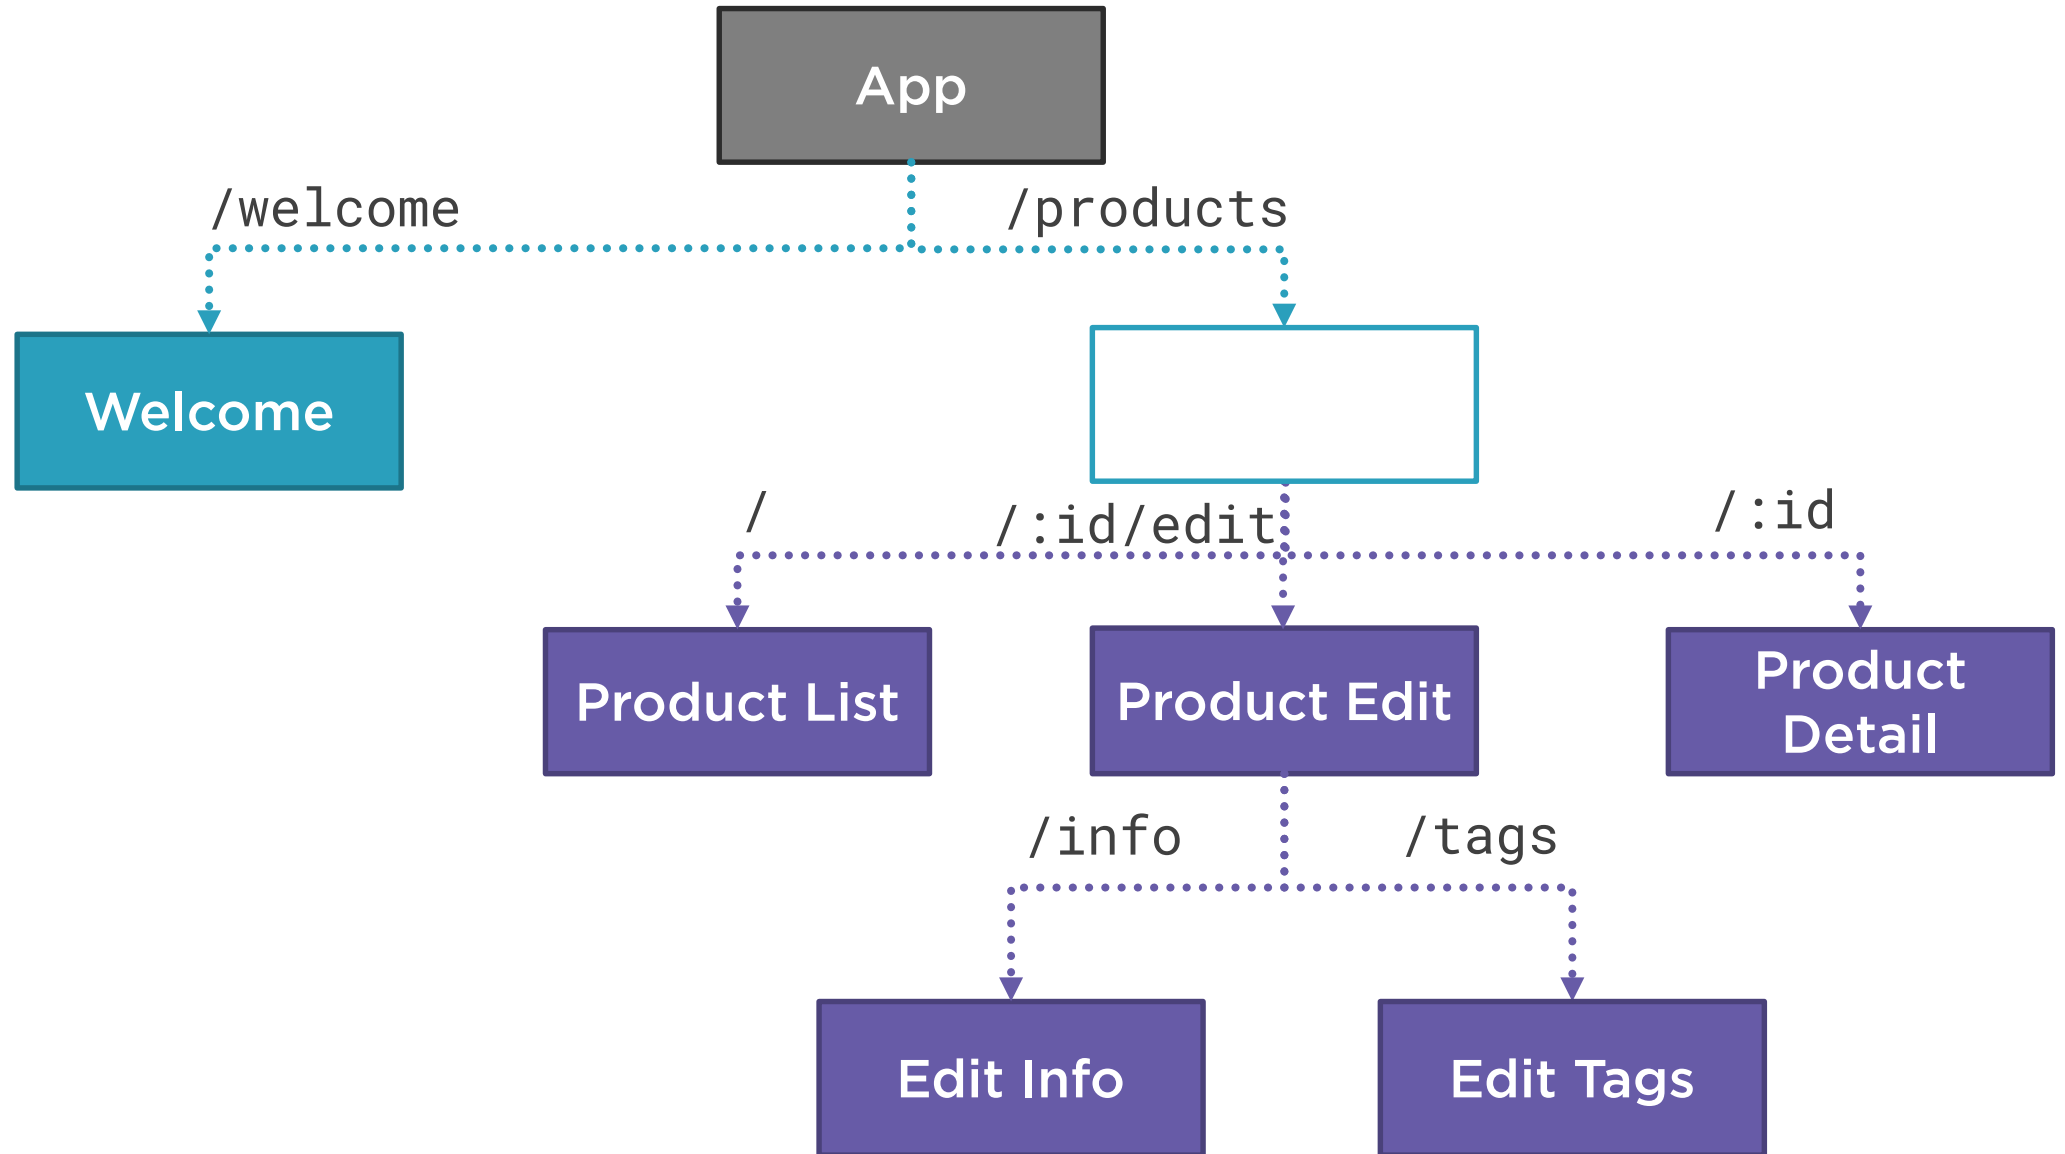 App
/welcome
/products
Welcome
/
/:id/edit
/:id
Product List
Product Edit
Product
Detail
/info
/tags
Edit Info
Edit Tags